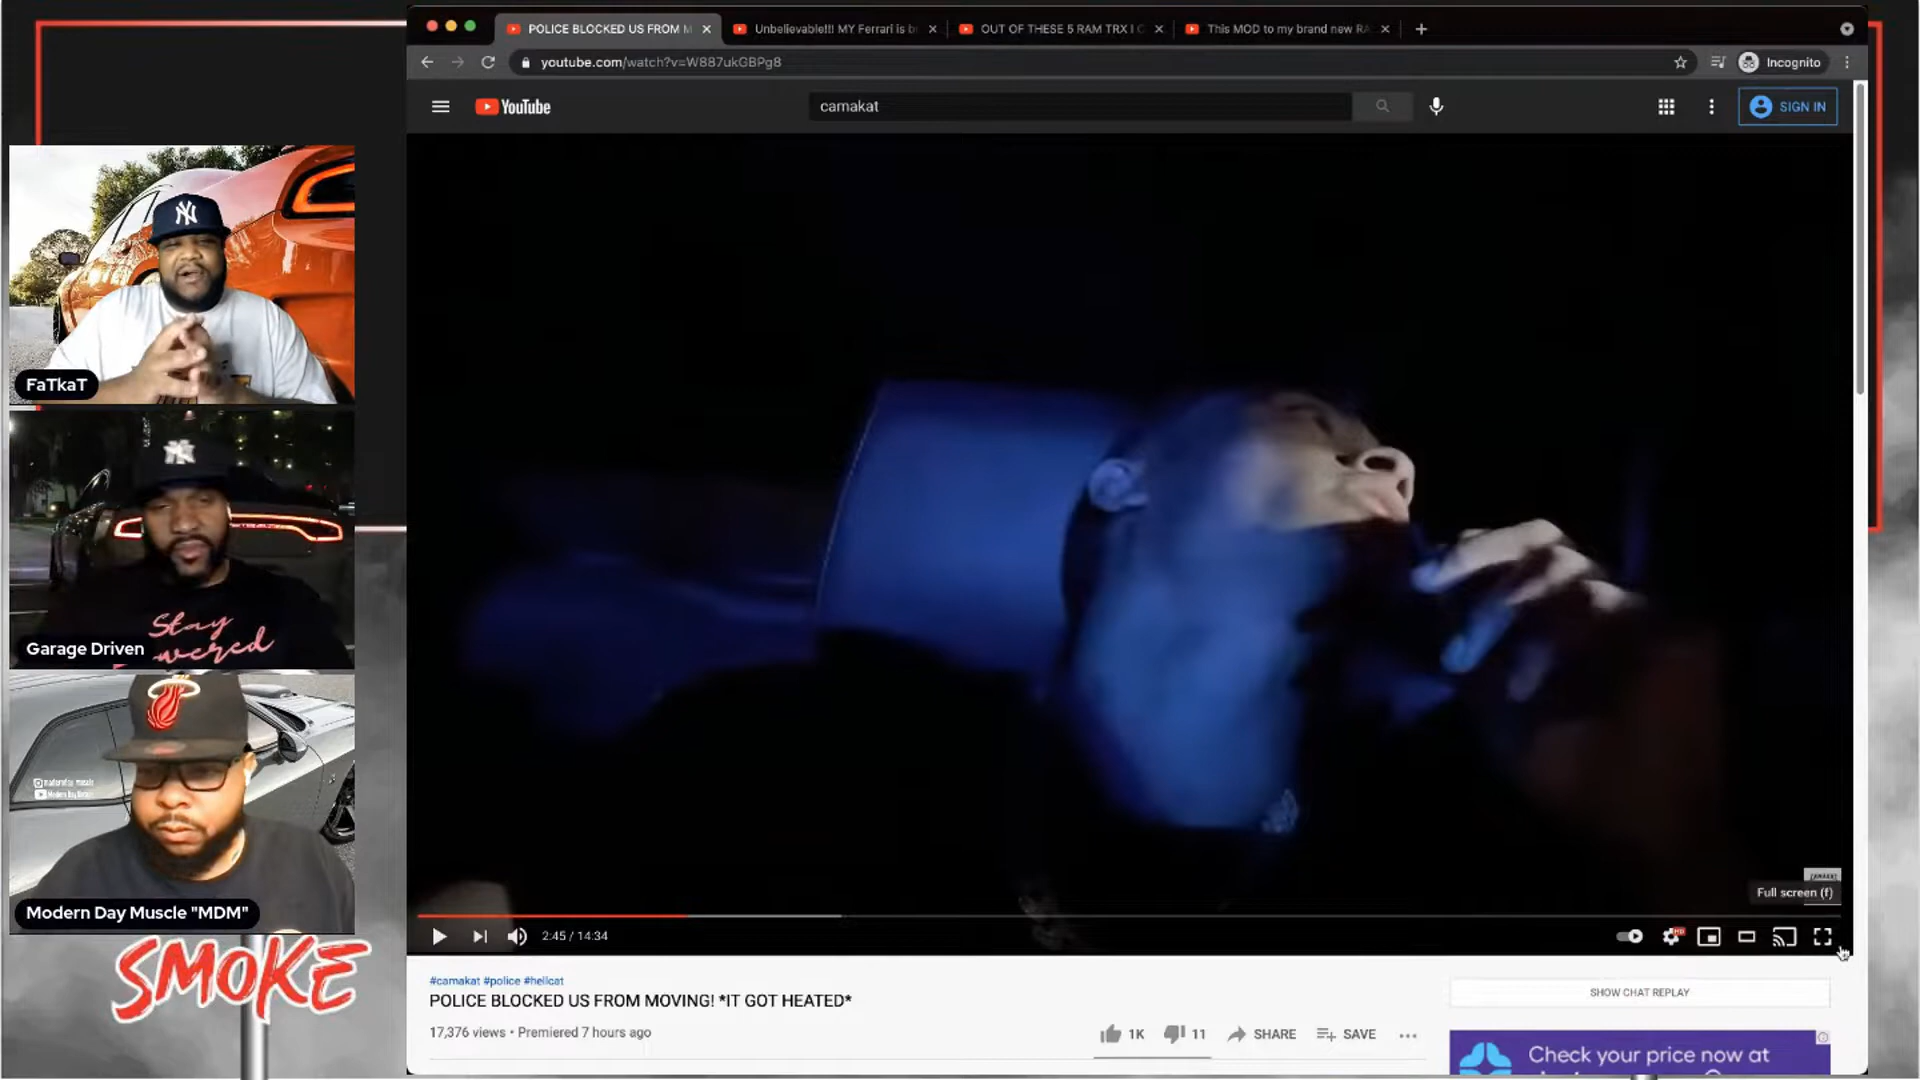 POLICE BLOCKED US FROM M
Unbelievable!!! MY Ferrari is b
OUT OF THESE 5 RAM TRX I C
This MOD to my brand new RA
youtube.com/watch?v=W887ukGBPg8
Incognito
YouTube
camakat
SIGN IN
NY
FaTkaT
NY
Stay
Garage Driven
Modern Day Muscle "MDM"
SMOKE
Full screen (f)
2:45 / 14:34
HD
#camakat #police #hellcat
POLICE BLOCKED US FROM MOVING! *IT GOT HEATED*
17,376 views • Premiered 7 hours ago
1K
11
SHARE
SAVE
SHOW CHAT REPLAY
Check your price now at